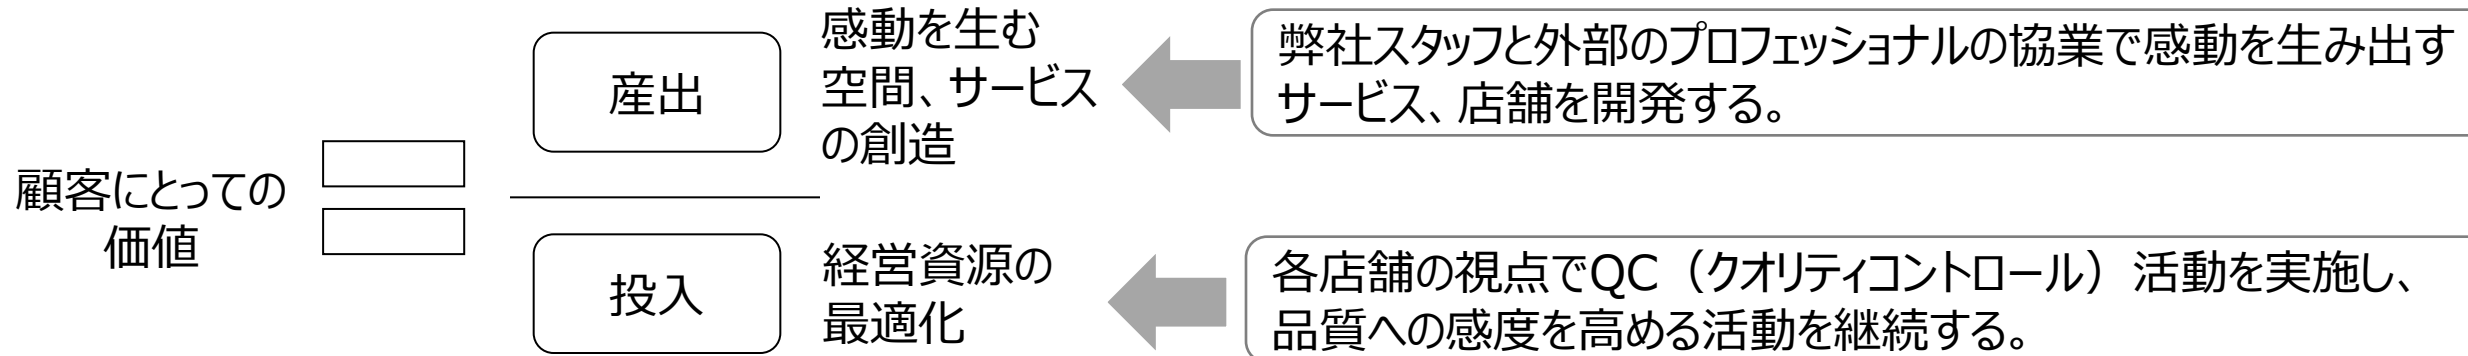 顧客にとっての
価値
産出
感動を生む
空間、サービス
の創造
弊社スタッフと外部のプロフェッショナルの協業で感動を生み出す
サービス、店舗を開発する。
投入
経営資源の
最適化
各店舗の視点でQC（クオリティコントロール）活動を実施し、
品質への感度を高める活動を継続する。